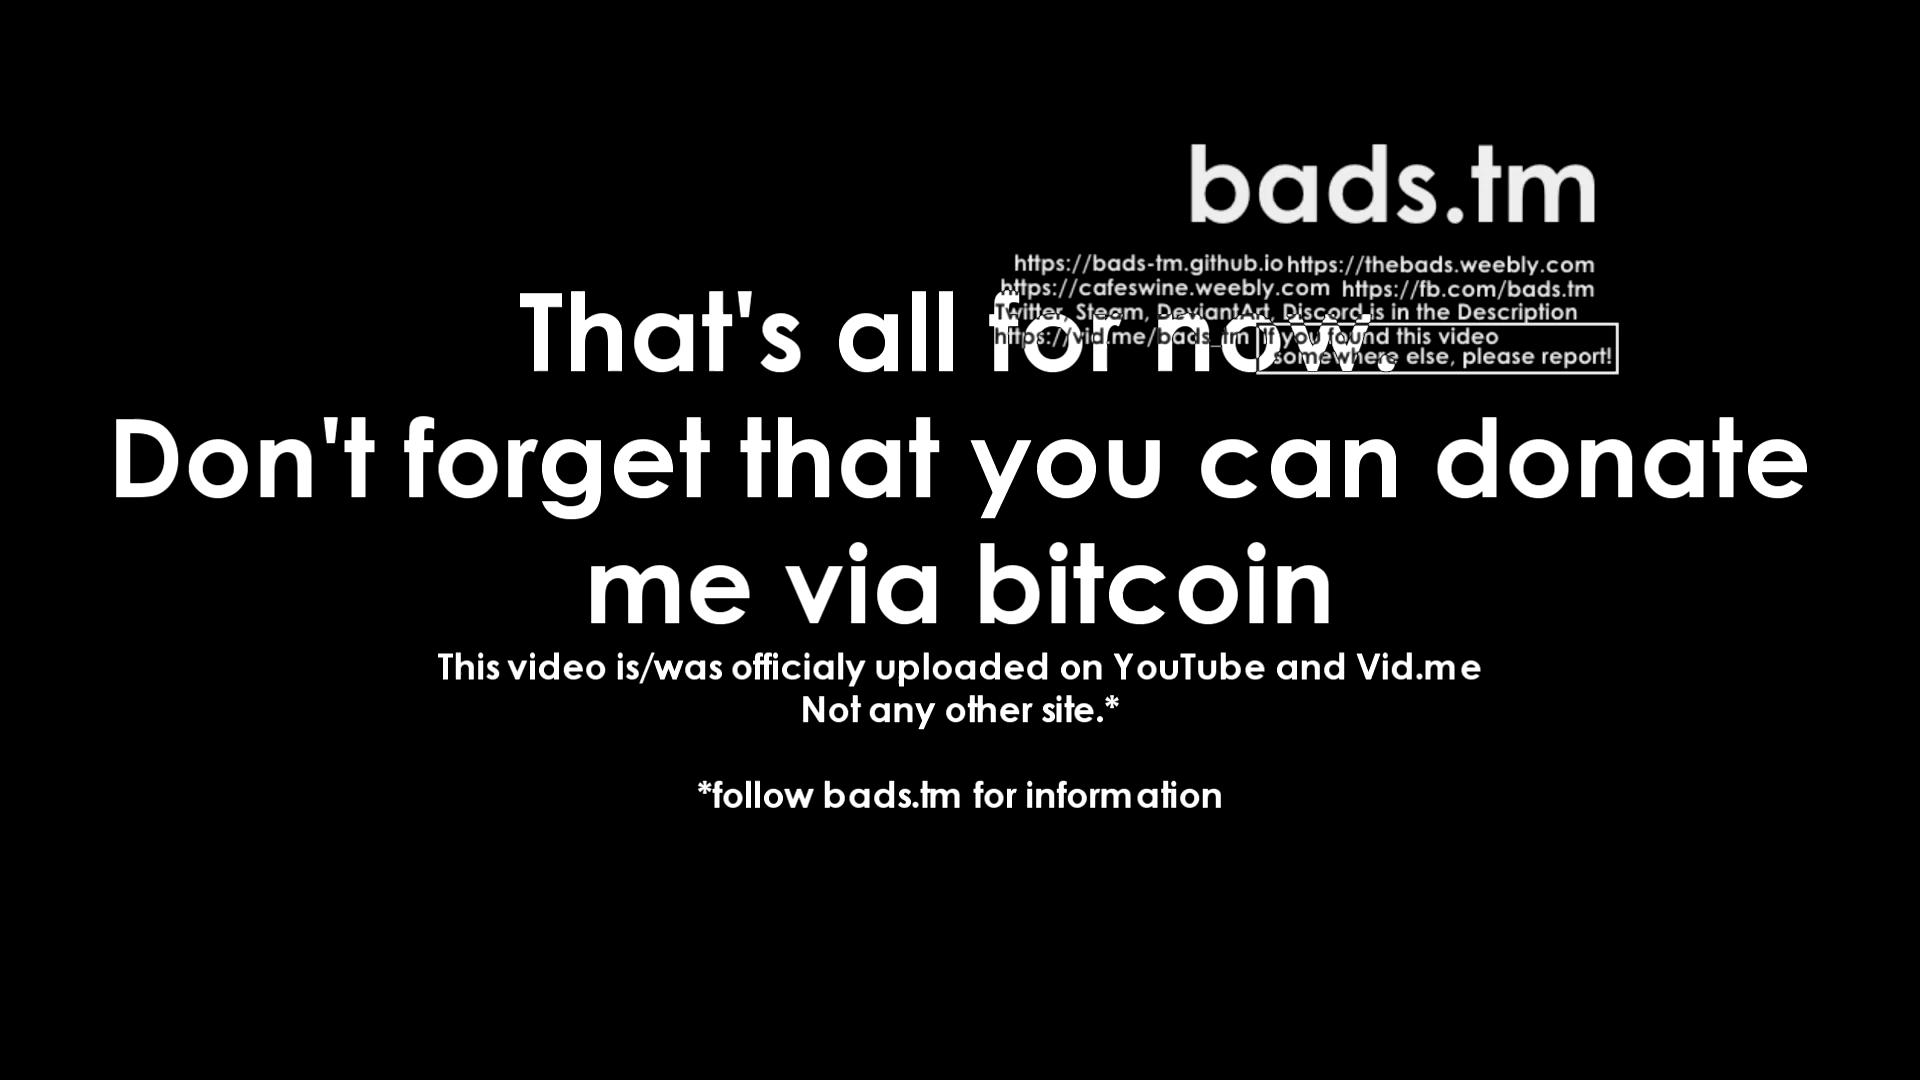 bads.tm
https://bads-tm.github.io https://thebads.weebly.com
https://cafeswine.weebly.com https://fb.com/bads.tm
Twitter, Steam, DeviantArt, Discord is in the Description
https://vid.me/bads_tm If you found this video
somewhere else, please report!
That's all for now.
Don't forget that you can donate
me via bitcoin
This video is/was officialy uploaded on YouTube and Vid.me
Not any other site.*
*follow bads.tm for information